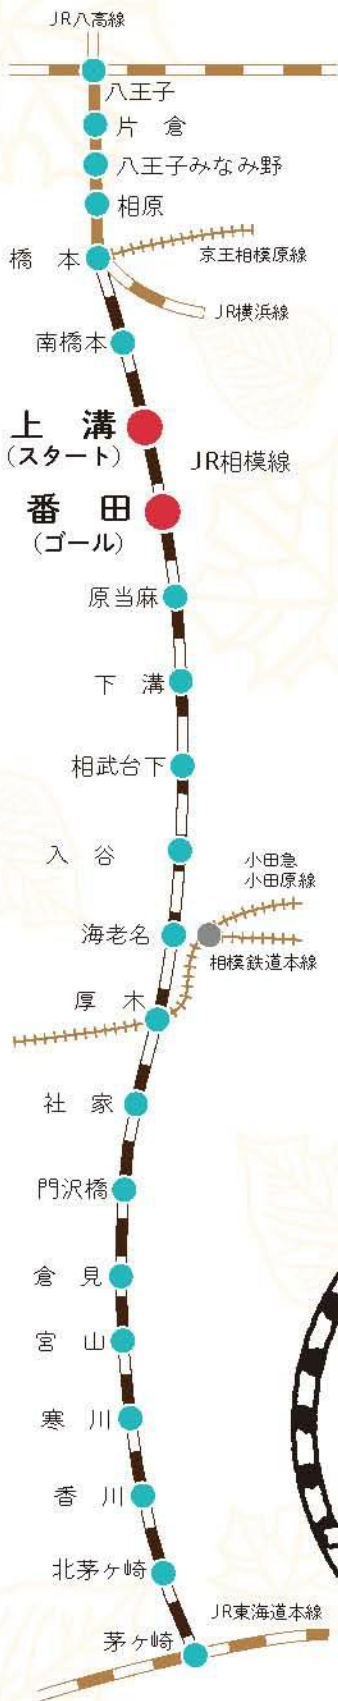 JR八高線
八王子
片　倉
八王子みなみ野
相原
橋　本
京王相模原線
JR横浜線
南橋本
上　溝
（スタート）
JR相模線
番　田
（ゴール）
原当麻
下　溝
相武台下
入　谷
小田急
小田原線
海老名
相模鉄道本線
厚　木
社　家
門沢橋
倉　見
宮　山
寒　川
香　川
北茅ヶ崎
JR東海道本線
茅ヶ崎